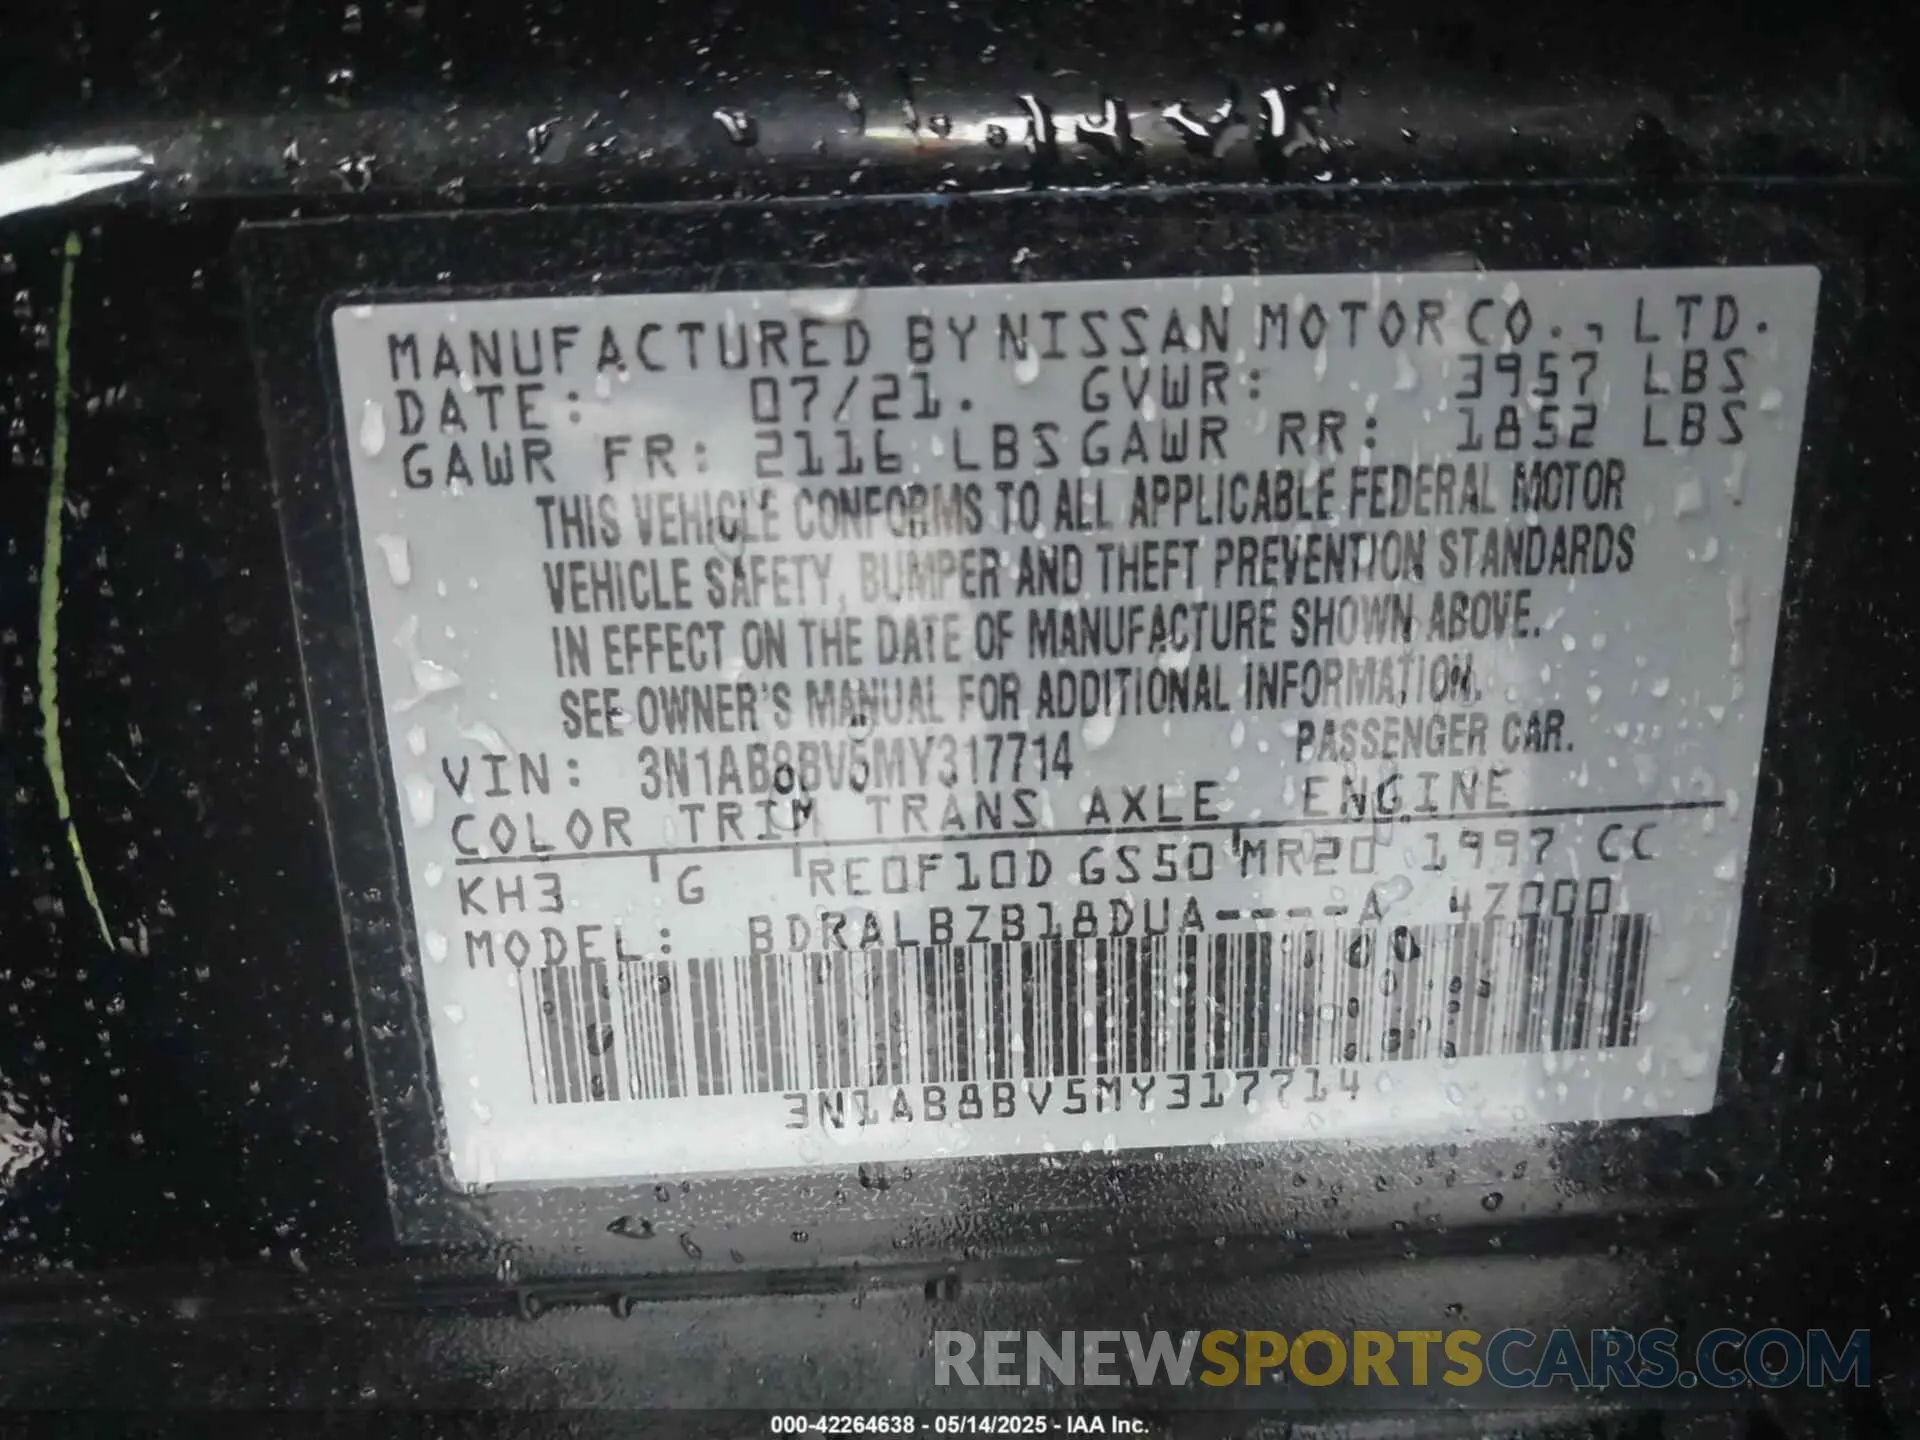 MANUFACTURED BY NISSAN MOTOR CO., LTD.
DATE: 07/21. GVWR: 3957 LBS
GAWR FR: 2116 LBS GAWR RR: 1852 LBS
THIS VEHICLE CONFORMS TO ALL APPLICABLE FEDERAL MOTOR
VEHICLE SAFETY, BUMPER AND THEFT PREVENTION STANDARDS
IN EFFECT ON THE DATE OF MANUFACTURE SHOWN ABOVE.
SEE OWNER'S MANUAL FOR ADDITIONAL INFORMATION.
VIN: 3N1AB8BV5MY317714 PASSENGER CAR.
COLOR TRIM TRANS AXLE ENGINE
KH3 G RE0F10D GS50 MR20 1997 CC
MODEL: BDRALBZB18DUA----A 4Z000
3N1AB8BV5MY317714
RENEWSPORTSCARS.COM
000-42264638 - 05/14/2025 - IAA Inc.